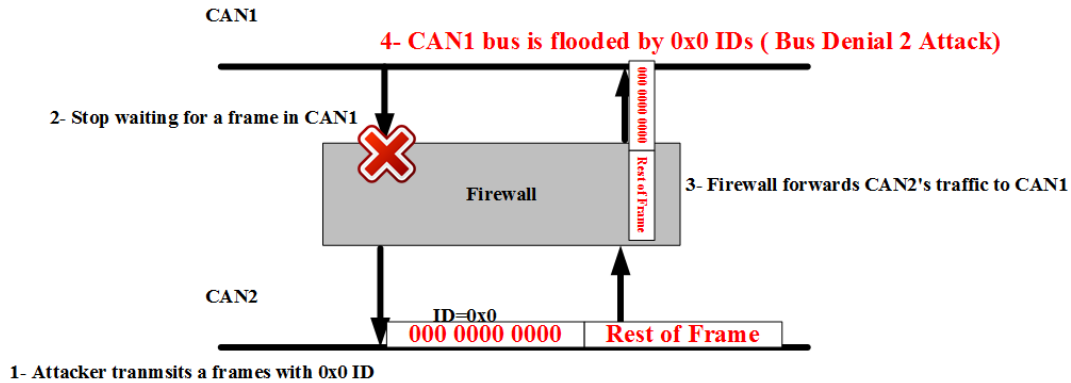 CAN1
4- CAN1 bus is flooded by 0x0 IDs ( Bus Denial 2 Attack)
2- Stop waiting for a frame in CAN1
000 0000 0000
Rest of Frame
Firewall
3- Firewall forwards CAN2's traffic to CAN1
CAN2
ID=0x0
000 0000 0000 Rest of Frame
1- Attacker tranmsits a frames with 0x0 ID